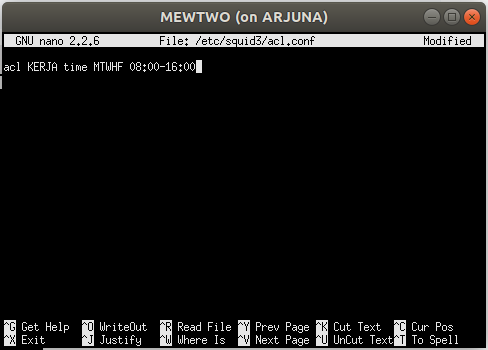 MEWTWO (on ARJUNA)
GNU nano 2.2.6 File: /etc/squid3/acl.conf Modified
acl KERJA time MTWHF 08:00-16:00
^G Get Help ^O WriteOut ^R Read File ^Y Prev Page ^K Cut Text ^C Cur Pos
^X Exit ^J Justify ^W Where Is ^V Next Page ^U UnCut Text ^T To Spell